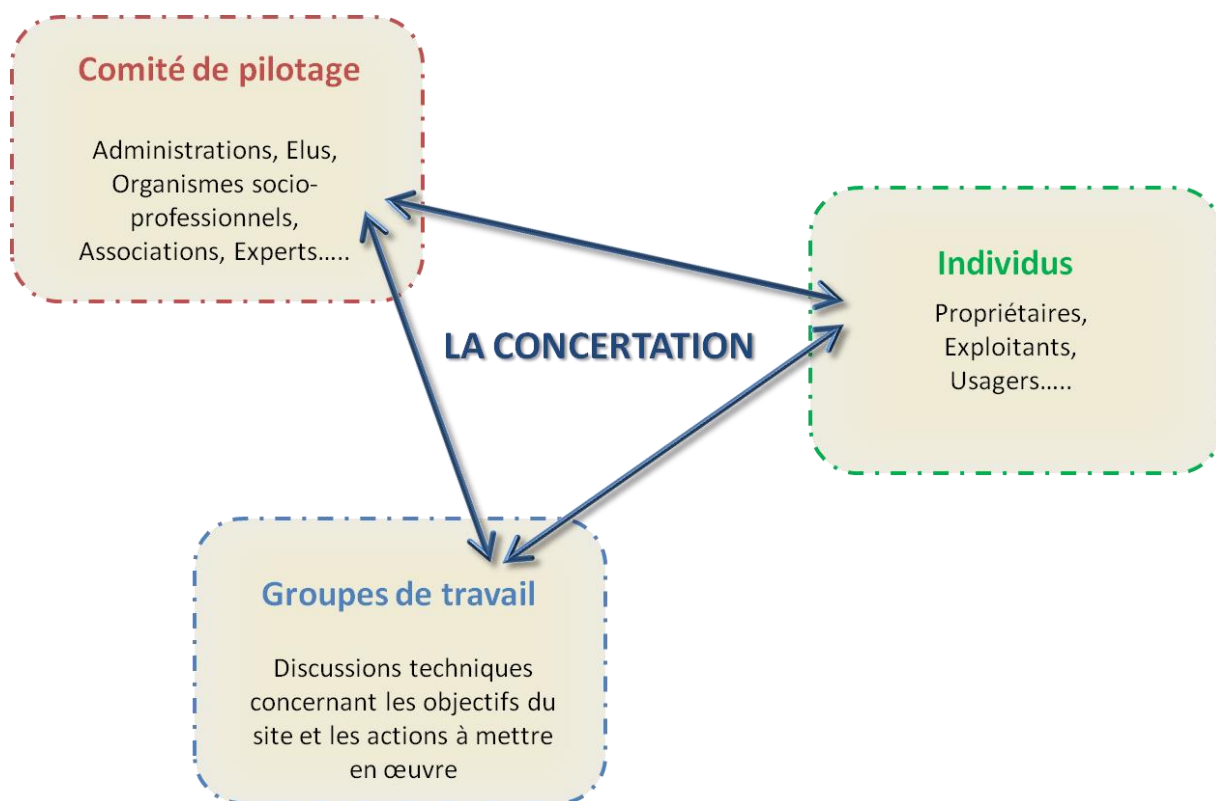 Comité de pilotage
Administrations, Elus,
Organismes socio-
professionnels,
Associations, Experts.....
Individus
Propriétaires,
Exploitants,
Usagers.....
LA CONCERTATION
Groupes de travail
Discussions techniques
concernant les objectifs du
site et les actions à mettre
en œuvre